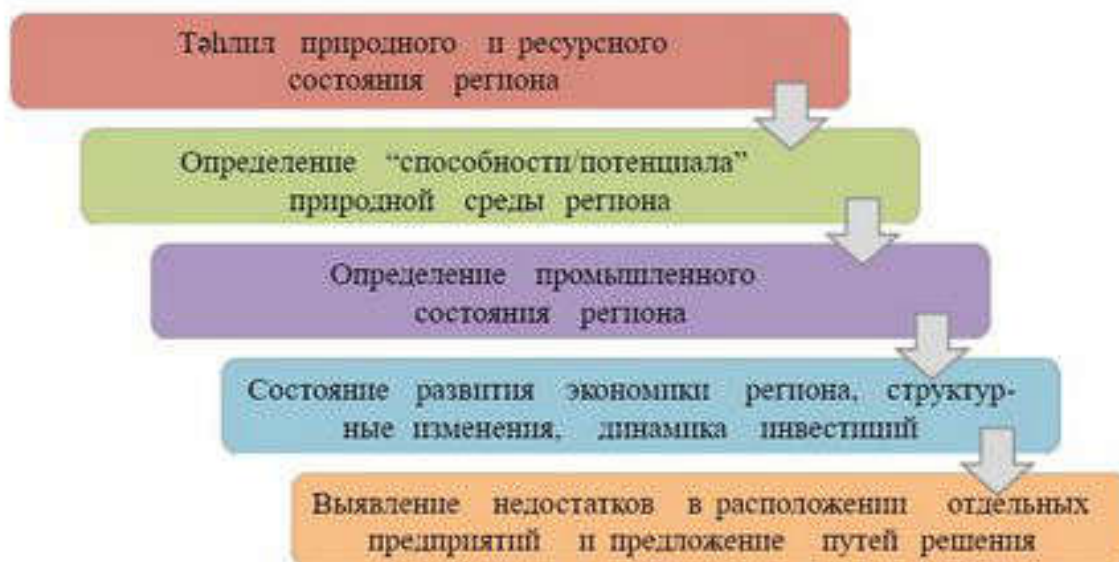 Тәһлил природного и ресурсного
состояния региона
Определение “способности/потенциала”
природной среды региона
Определение промышленного
состояния региона
Состояние развития экономики региона, структур-
ные изменения, динамика инвестиций
Выявление недостатков в расположении отдельных
предприятий и предложение путей решения